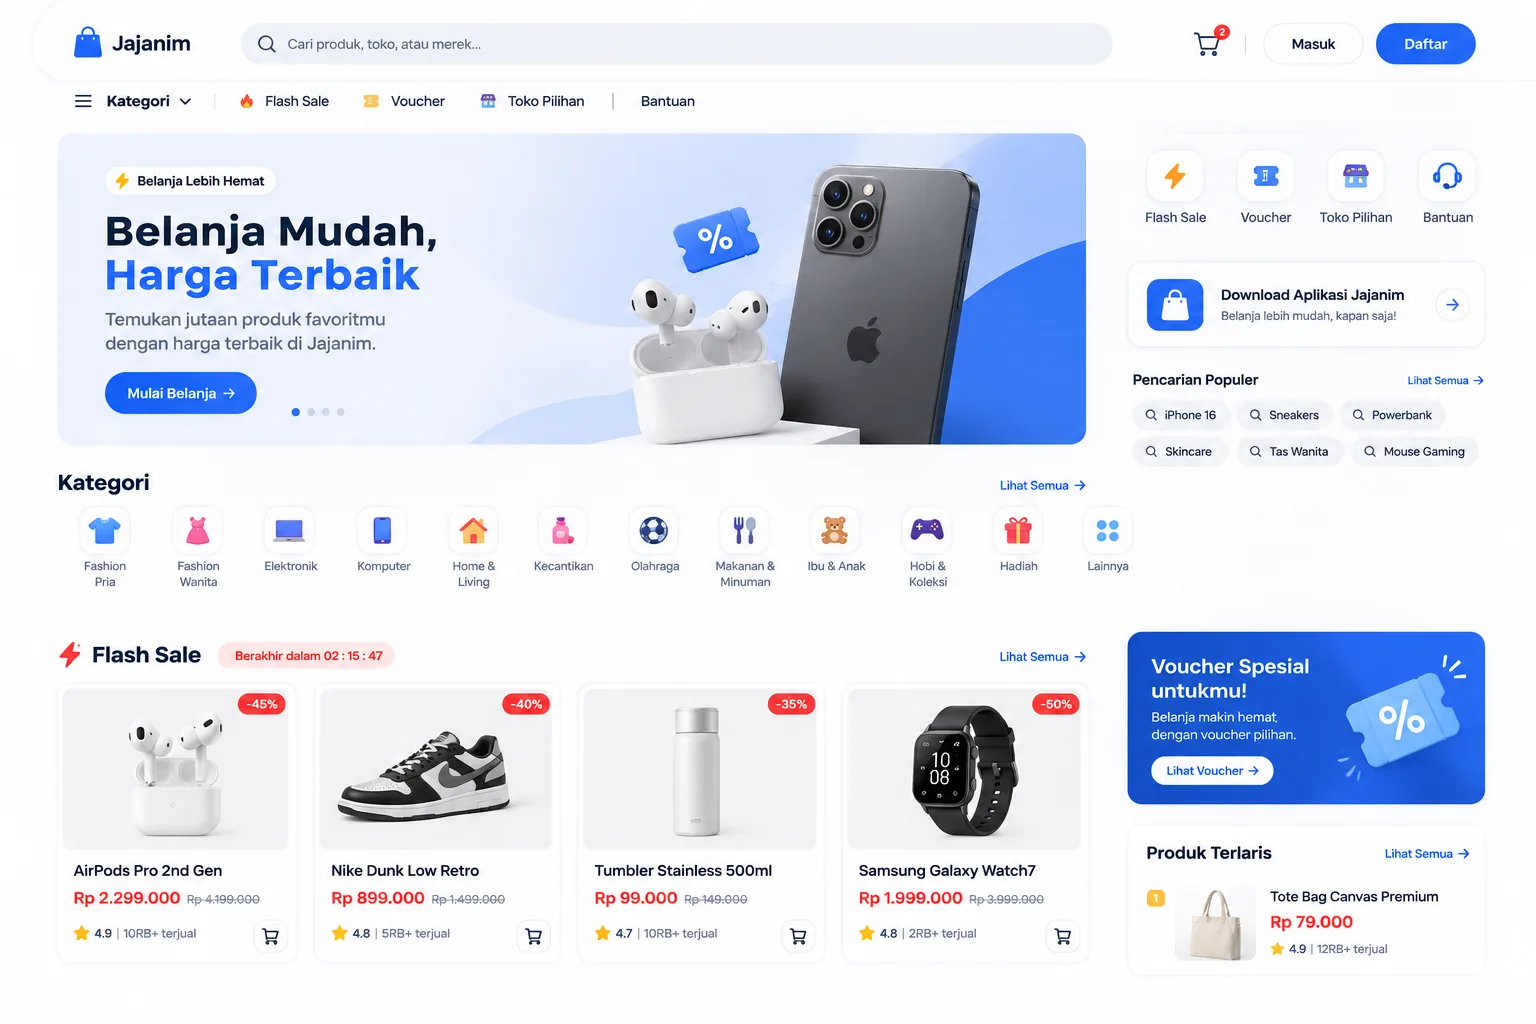 Jajanim
Cari produk, toko, atau merek...
2
Masuk
Daftar
Kategori
Flash Sale
Voucher
Toko Pilihan
Bantuan
Belanja Lebih Hemat
Belanja Mudah,
Harga Terbaik
Temukan jutaan produk favoritmu
dengan harga terbaik di Jajanim.
Mulai Belanja →
%
Flash Sale
Voucher
Toko Pilihan
Bantuan
Download Aplikasi Jajanim
Belanja lebih mudah, kapan saja!
Pencarian Populer
Lihat Semua →
iPhone 16
Sneakers
Powerbank
Skincare
Tas Wanita
Mouse Gaming
Kategori
Lihat Semua →
Fashion
Pria
Fashion
Wanita
Elektronik
Komputer
Home &
Living
Kecantikan
Olahraga
Makanan &
Minuman
Ibu & Anak
Hobi &
Koleksi
Hadiah
Lainnya
Flash Sale
Berakhir dalam 02 : 15 : 47
Lihat Semua →
-45%
AirPods Pro 2nd Gen
Rp 2.299.000 Rp 4.199.000
4.9 | 10RB+ terjual
-40%
Nike Dunk Low Retro
Rp 899.000 Rp 1.499.000
4.8 | 5RB+ terjual
-35%
Tumbler Stainless 500ml
Rp 99.000 Rp 149.000
4.7 | 10RB+ terjual
-50%
10
08
Samsung Galaxy Watch7
Rp 1.999.000 Rp 3.999.000
4.8 | 2RB+ terjual
Voucher Spesial
untukmu!
Belanja makin hemat
dengan voucher pilihan.
Lihat Voucher →
%
Produk Terlaris
Lihat Semua →
1
Tote Bag Canvas Premium
Rp 79.000
4.9 | 12RB+ terjual